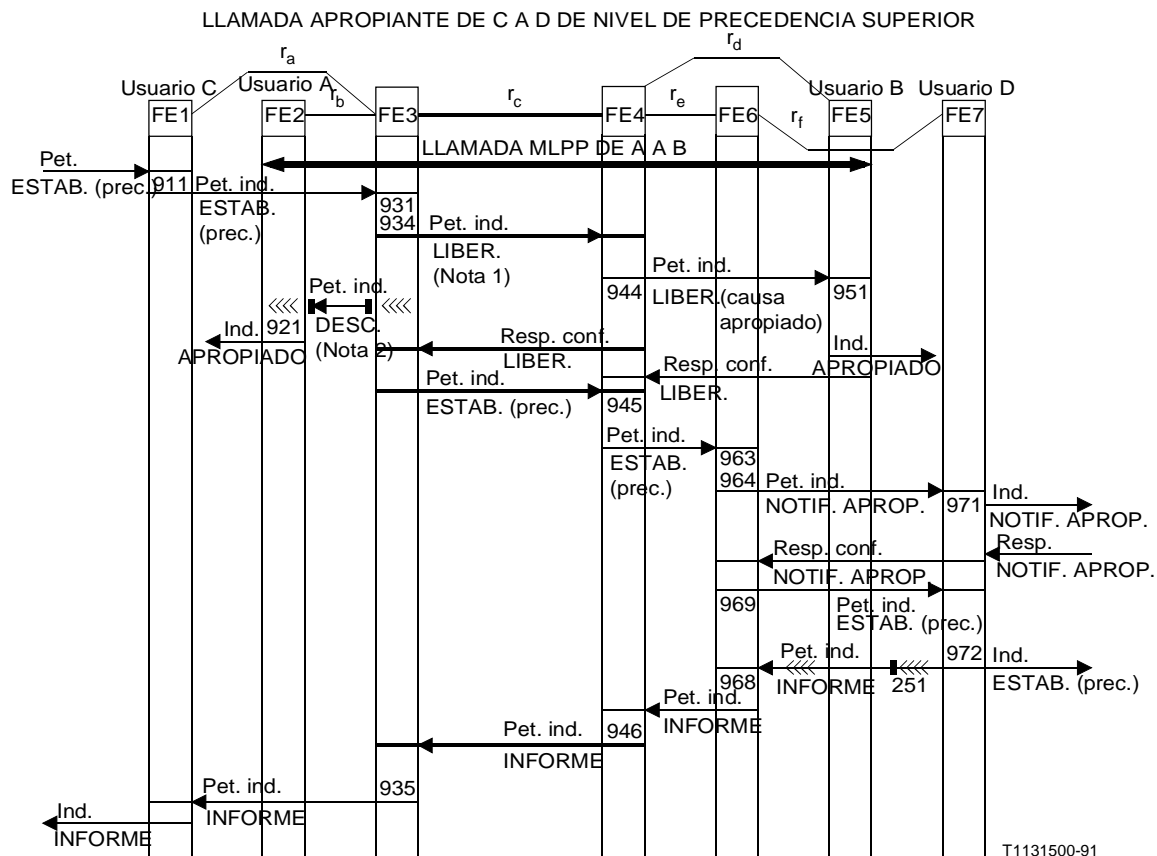 LLAMADA APROPIANTE DE C A D DE NIVEL DE PRECEDENCIA SUPERIOR
ra
rd
Usuario C
Usuario A
rb
rc
re
Usuario B
Usuario D
FE1
FE2
FE3
FE4
FE6
rf
FE5
FE7
Pet.
LLAMADA MLPP DE A A B
ESTAB. (prec.)
911
Pet. ind.
ESTAB.
(prec.)
931
934
Pet. ind.
LIBER.
(Nota 1)
Pet. ind.
944
LIBER.(causa
apropiado)
951
Pet. ind.
DESC.
(Nota 2)
Ind.
921
APROPIADO
Resp. conf.
LIBER.
Ind.
APROPIADO
Resp. conf.
LIBER.
Pet. ind.
ESTAB. (prec.)
945
Pet. ind.
ESTAB.
(prec.)
963
964
Pet. ind.
NOTIF. APROP.
971
Ind.
NOTIF. APROP.
Resp. conf.
NOTIF. APROP.
Resp.
NOTIF. APROP.
969
Pet. ind.
ESTAB. (prec.)
Pet. ind.
INFORME
251
972
Ind.
ESTAB. (prec.)
968
Pet. ind.
INFORME
946
Pet. ind.
INFORME
935
Pet. ind.
INFORME
Ind.
INFORME
T1131500-91